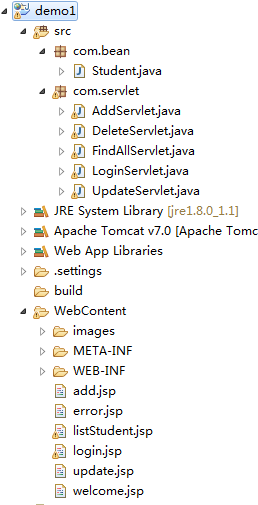 demo1
src
com.bean
Student.java
com.servlet
AddServlet.java
DeleteServlet.java
FindAllServlet.java
LoginServlet.java
UpdateServlet.java
JRE System Library [jre1.8.0_1.1]
Apache Tomcat v7.0 [Apache Tomc
Web App Libraries
.settings
build
WebContent
images
META-INF
WEB-INF
add.jsp
error.jsp
listStudent.jsp
login.jsp
update.jsp
welcome.jsp